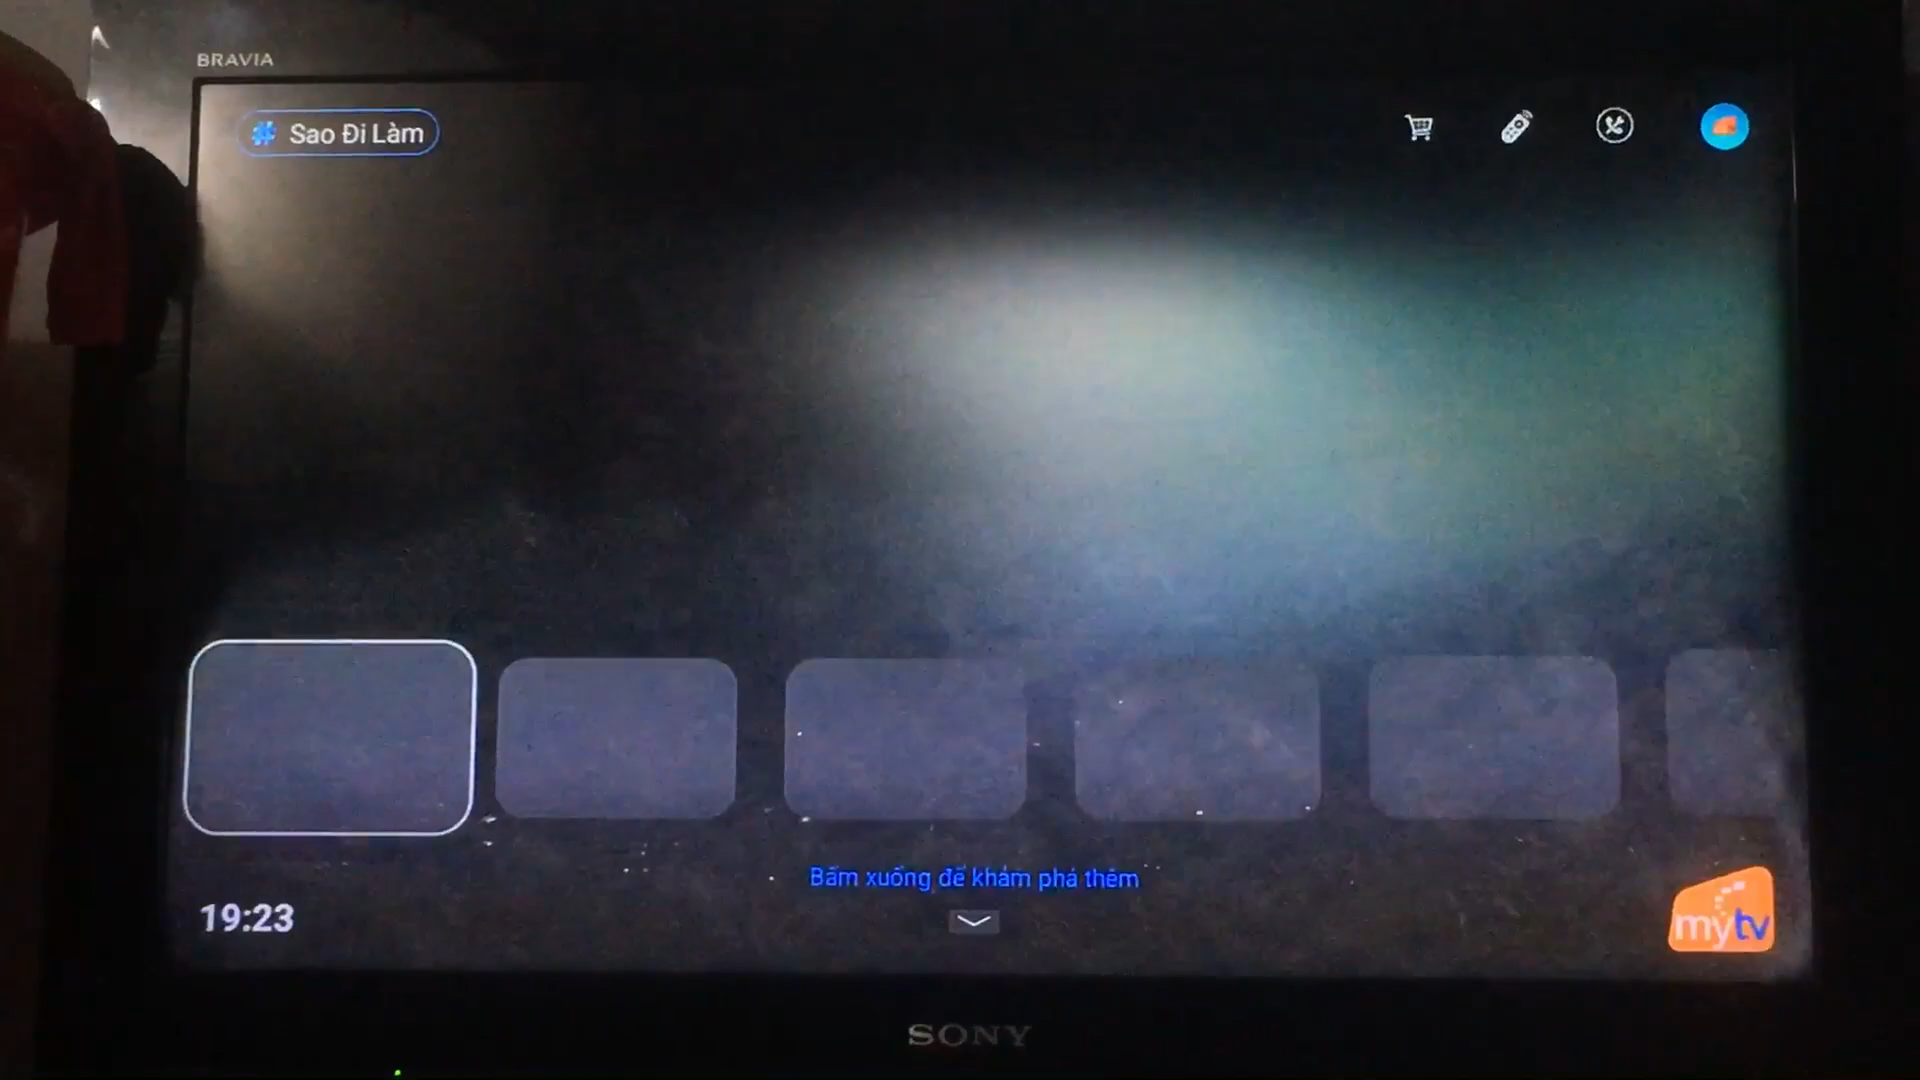 BRAVIA
# Sao Đi Làm
Bấm xuống để khám phá thêm
19:23
mytv
SONY